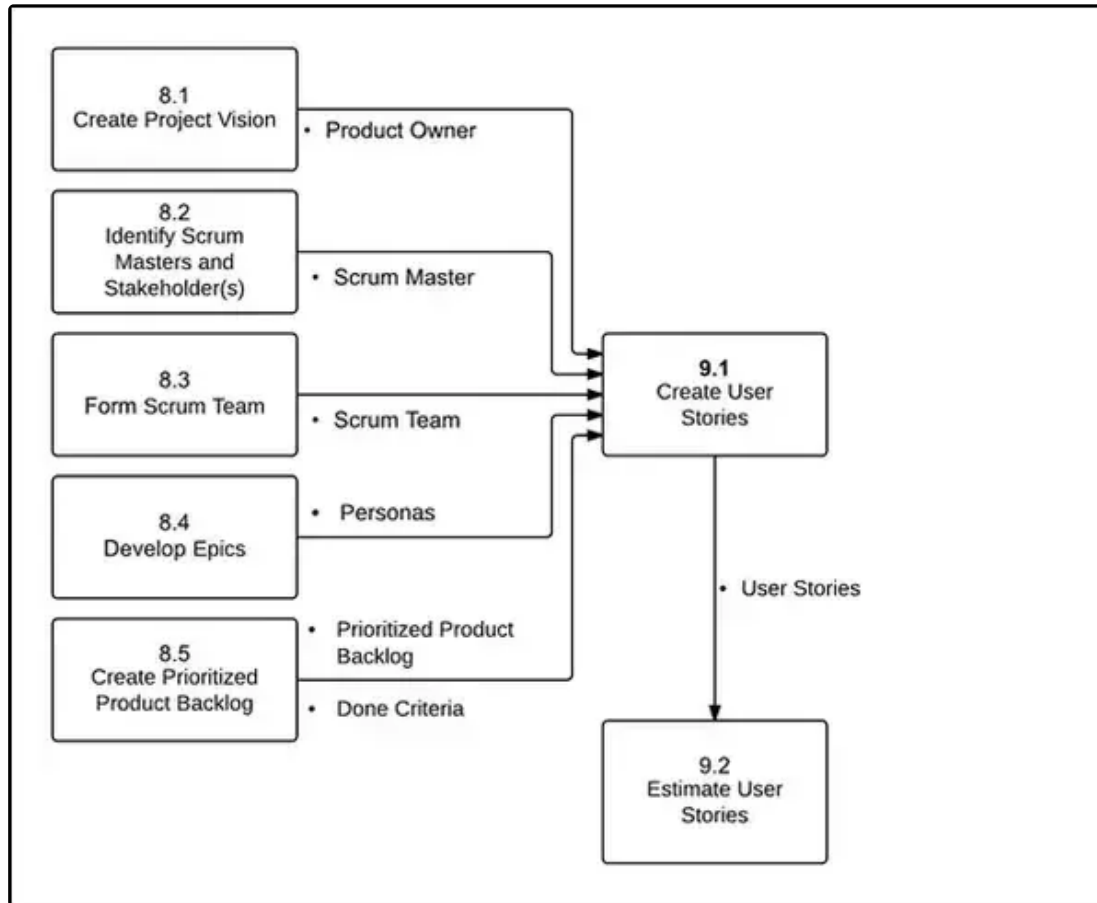 8.1
Create Project Vision
• Product Owner
8.2
Identify Scrum
Masters and
Stakeholder(s)
• Scrum Master
8.3
Form Scrum Team
• Scrum Team
8.4
Develop Epics
• Personas
8.5
Create Prioritized
Product Backlog
• Prioritized Product
Backlog
• Done Criteria
9.1
Create User
Stories
• User Stories
9.2
Estimate User
Stories